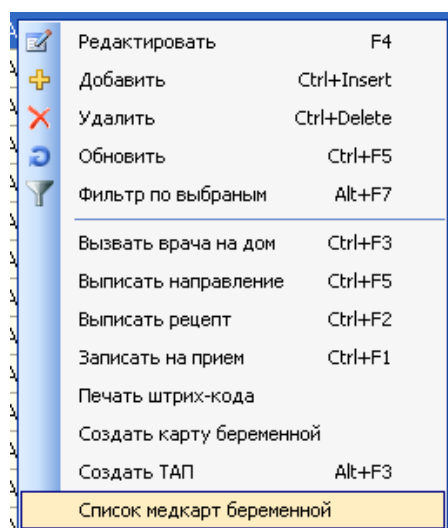 Редактировать F4
Добавить Ctrl+Insert
Удалить Ctrl+Delete
Обновить Ctrl+F5
Фильтр по выбраным Alt+F7
Вызвать врача на дом Ctrl+F3
Выписать направление Ctrl+F5
Выписать рецепт Ctrl+F2
Записать на прием Ctrl+F1
Печать штрих-кода
Создать карту беременной
Создать ТАП Alt+F3
Список медкарт беременной